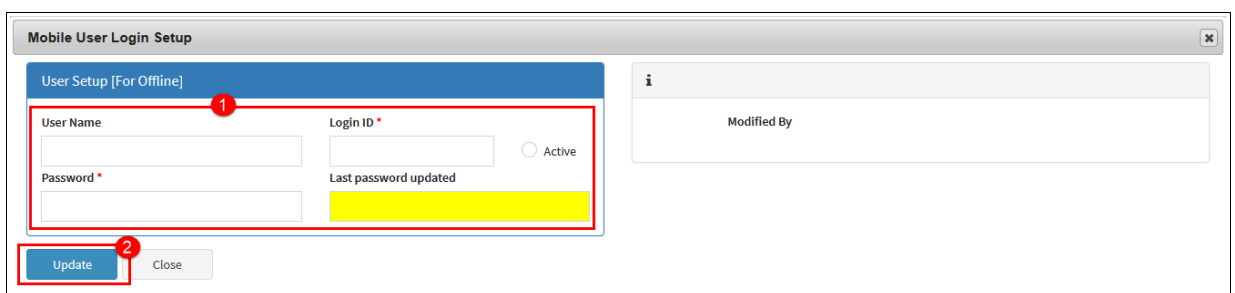 Mobile User Login Setup
x
User Setup [For Offline]
i
1
User Name
Login ID *
Modified By
Active
Password *
Last password updated
2
Update
Close